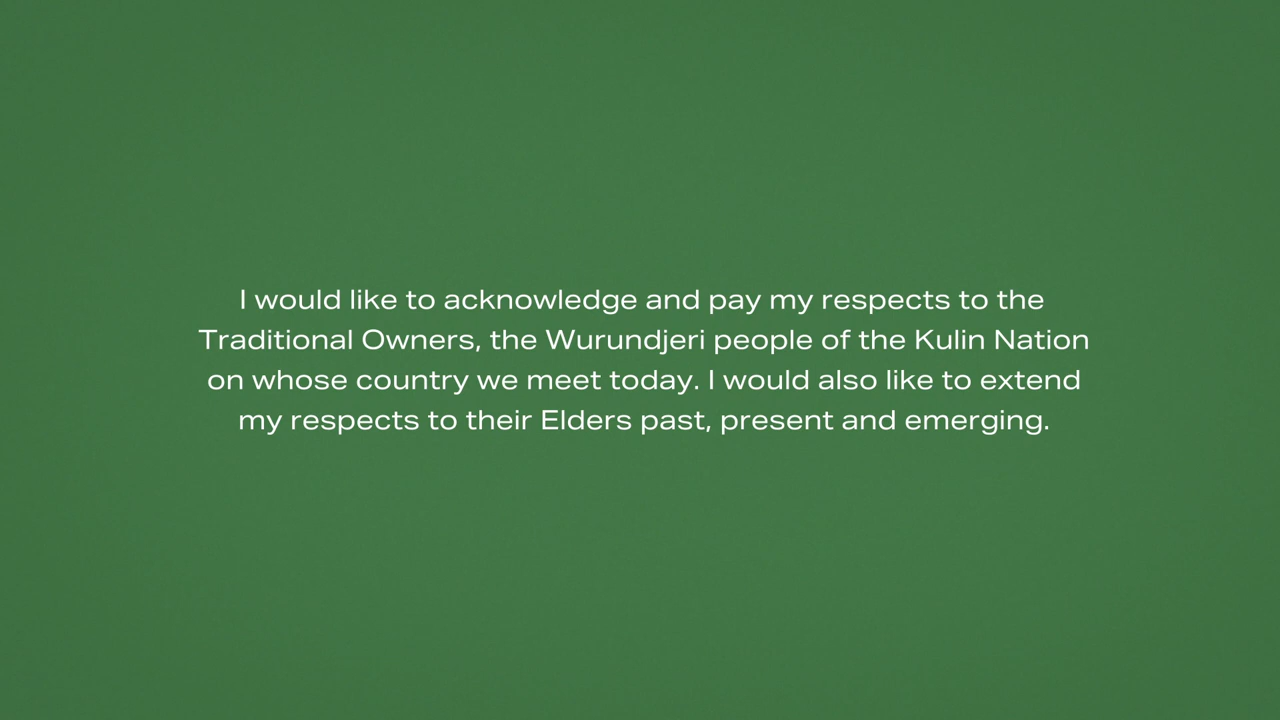 I would like to acknowledge and pay my respects to the
Traditional Owners, the Wurundjeri people of the Kulin Nation
on whose country we meet today. I would also like to extend
my respects to their Elders past, present and emerging.